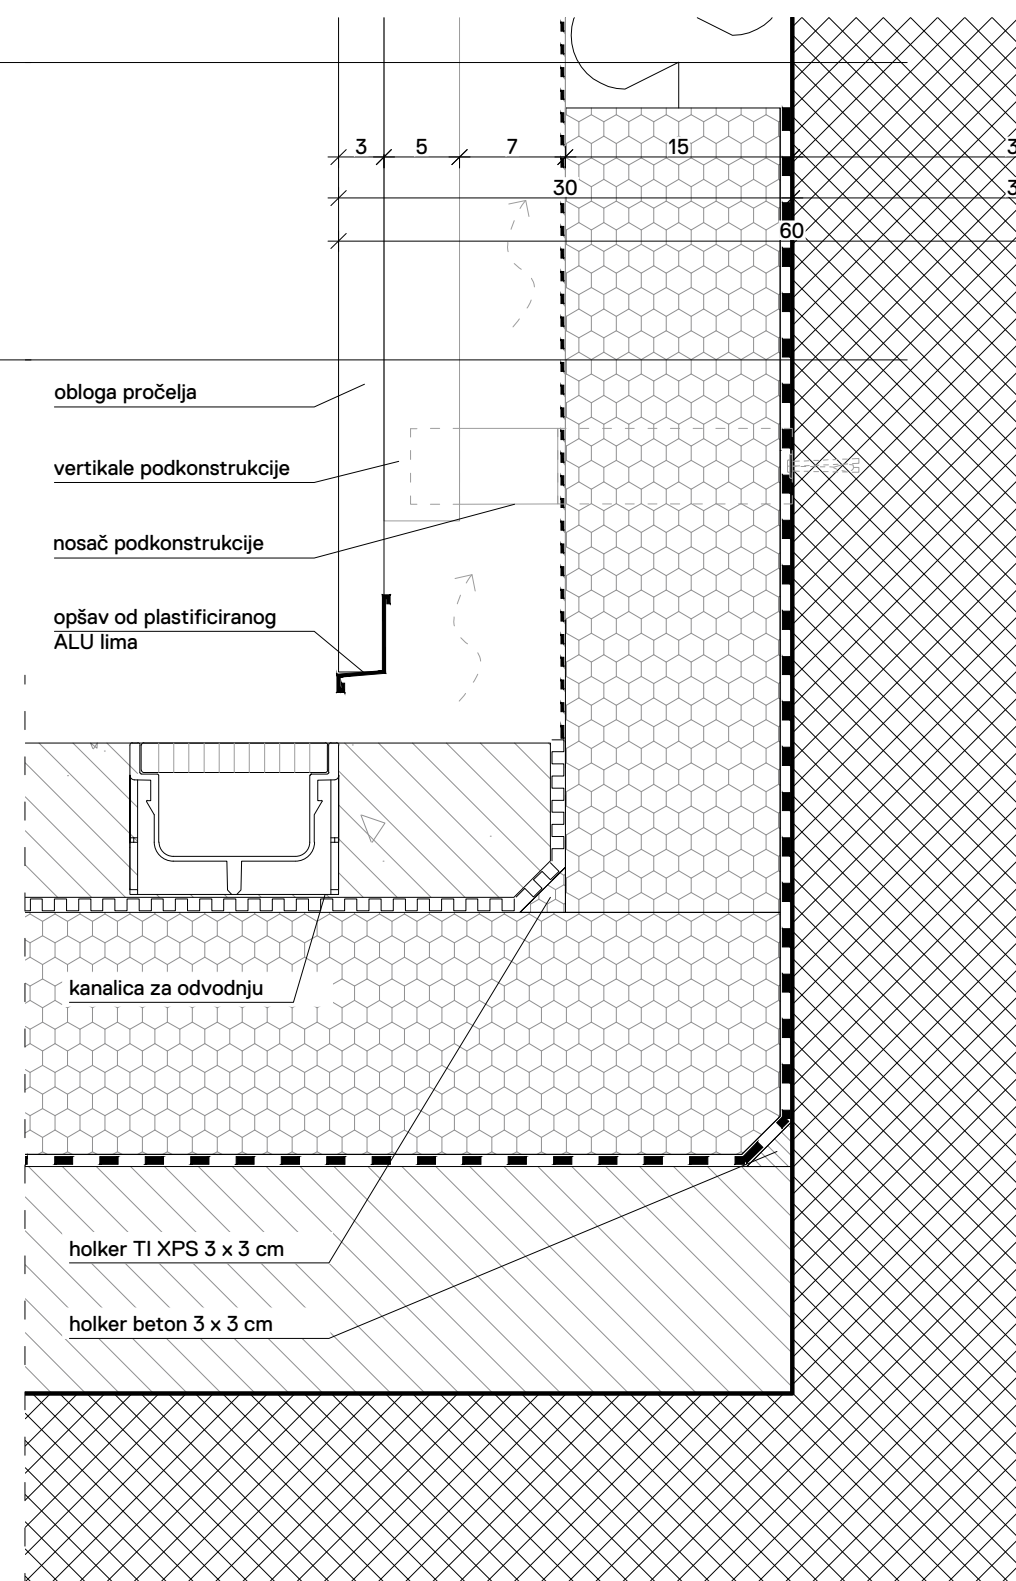 3 5 7 15 3
30 3
60
obloga pročelja
vertikale podkonstrukcije
nosač podkonstrukcije
opšav od plastificiranog
ALU lima
kanalica za odvodnju
holker TI XPS 3 x 3 cm
holker beton 3 x 3 cm